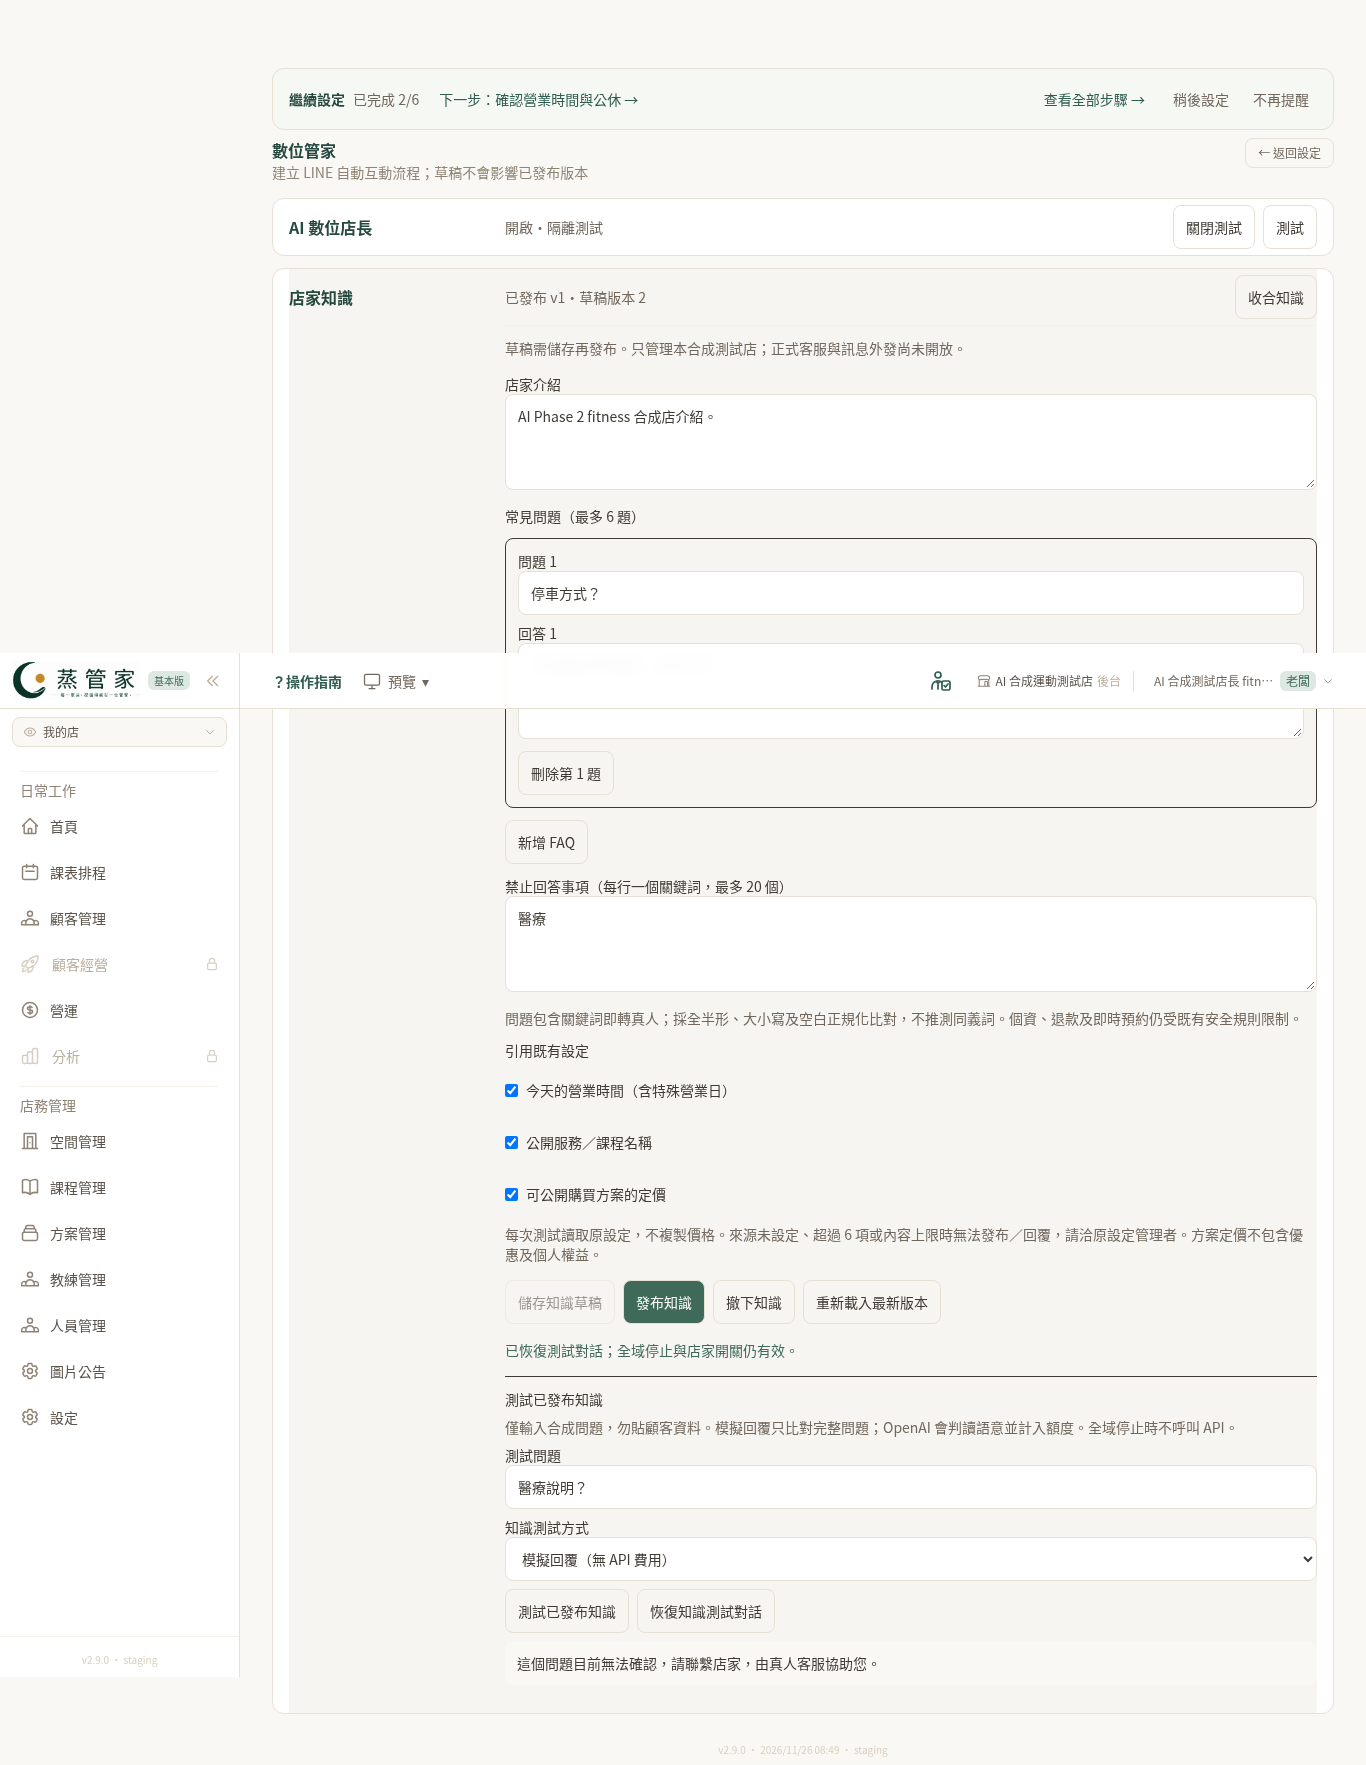 繼續設定 已完成 2/6 下一步：確認營業時間與公休 → 查看全部步驟 → 稍後設定 不再提醒
數位管家
← 返回設定
建立 LINE 自動互動流程；草稿不會影響已發布版本
AI 數位店長 開啟・隔離測試 關閉測試 測試
店家知識 已發布 v1・草稿版本 2 收合知識
草稿需儲存再發布。只管理本合成測試店；正式客服與訊息外發尚未開放。
店家介紹
AI Phase 2 fitness 合成店介紹。
常見問題（最多 6 題）
問題 1
停車方式？
回答 1
蒸管家 基本版
？操作指南 預覽 ▾ AI 合成運動測試店 後台 AI 合成測試店長 fitn… 老闆
我的店
刪除第 1 題
日常工作
首頁
課表排程
顧客管理
顧客經營
營運
分析
店務管理
空間管理
課程管理
方案管理
教練管理
人員管理
圖片公告
設定
新增 FAQ
禁止回答事項（每行一個關鍵詞，最多 20 個）
醫療
問題包含關鍵詞即轉真人；採全半形、大小寫及空白正規化比對，不推測同義詞。個資、退款及即時預約仍受既有安全規則限制。
引用既有設定
今天的營業時間（含特殊營業日）
公開服務／課程名稱
可公開購買方案的定價
每次測試讀取原設定，不複製價格。來源未設定、超過 6 項或內容上限時無法發布／回覆，請洽原設定管理者。方案定價不包含優
惠及個人權益。
儲存知識草稿 發布知識 撤下知識 重新載入最新版本
已恢復測試對話；全域停止與店家開關仍有效。
測試已發布知識
僅輸入合成問題，勿貼顧客資料。模擬回覆只比對完整問題；OpenAI 會判讀語意並計入額度。全域停止時不呼叫 API。
測試問題
醫療說明？
知識測試方式
模擬回覆（無 API 費用）
測試已發布知識 恢復知識測試對話
這個問題目前無法確認，請聯繫店家，由真人客服協助您。
v2.9.0 · staging
v2.9.0 · 2026/11/26 08:49 · staging